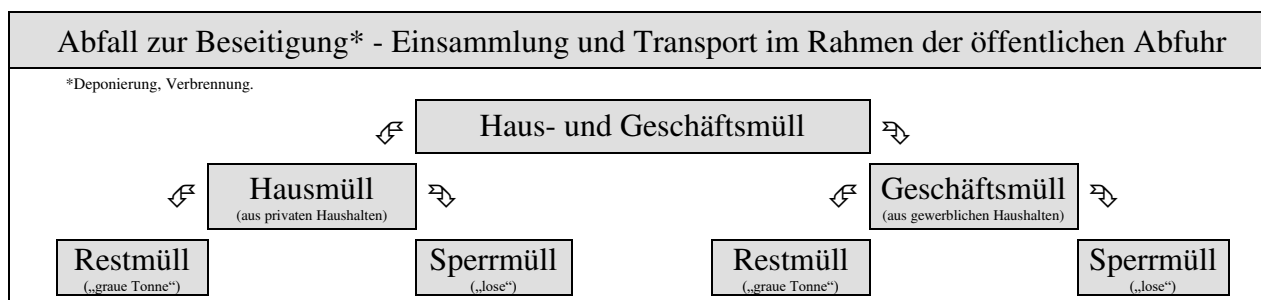 Abfall zur Beseitigung* - Einsammlung und Transport im Rahmen der öffentlichen Abfuhr
*Deponierung, Verbrennung.
Haus- und Geschäftsmüll
Hausmüll
(aus privaten Haushalten)
Geschäftsmüll
(aus gewerblichen Haushalten)
Restmüll
(„graue Tonne“)
Sperrmüll
(„lose“)
Restmüll
(„graue Tonne“)
Sperrmüll
(„lose“)